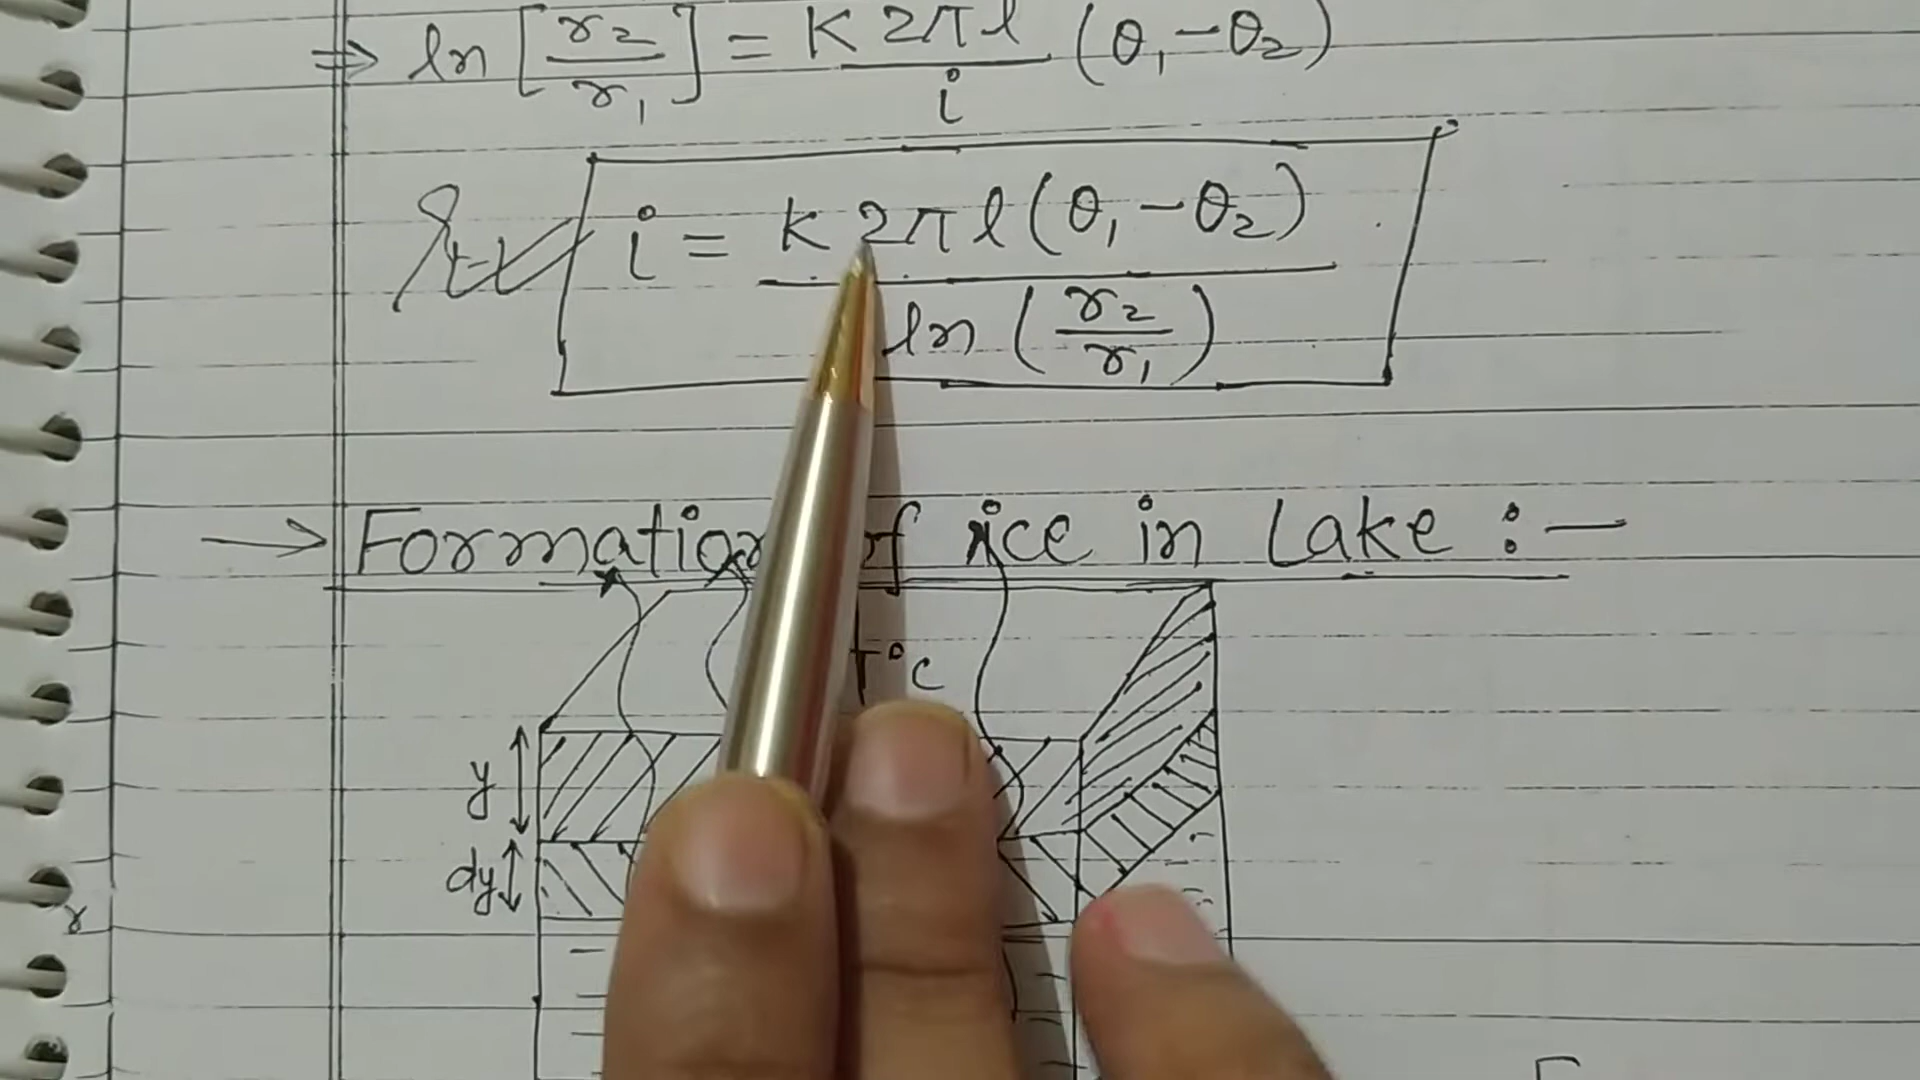 ⇒ ln [r₂/r₁] = K 2πl/i (θ₁ - θ₂)
i = K 2πl (θ₁ - θ₂) / ln (r₂/r₁)
→ Formation of ice in Lake :-
T°C
y
dy
r